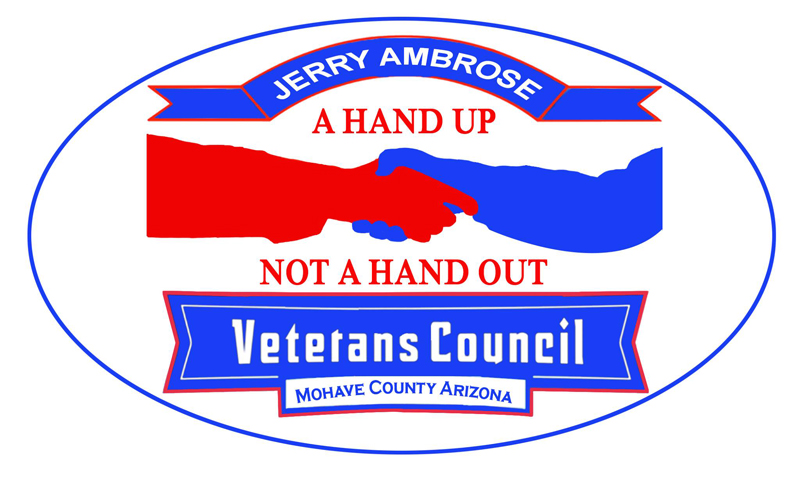 JERRY AMBROSE
A HAND UP
NOT A HAND OUT
Veterans Council
MOHAVE COUNTY ARIZONA